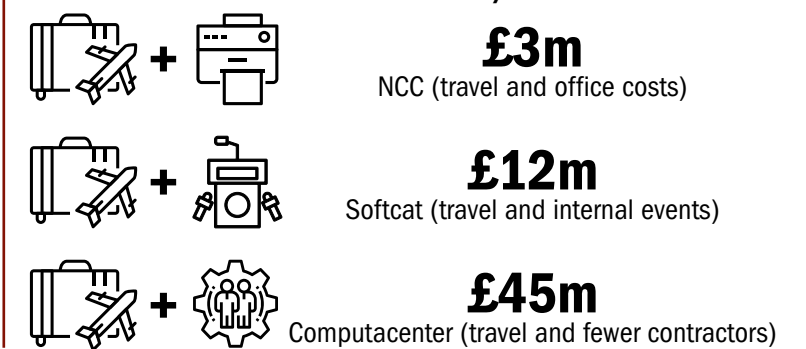 £3m
NCC (travel and office costs)
£12m
Softcat (travel and internal events)
£45m
Computacenter (travel and fewer contractors)